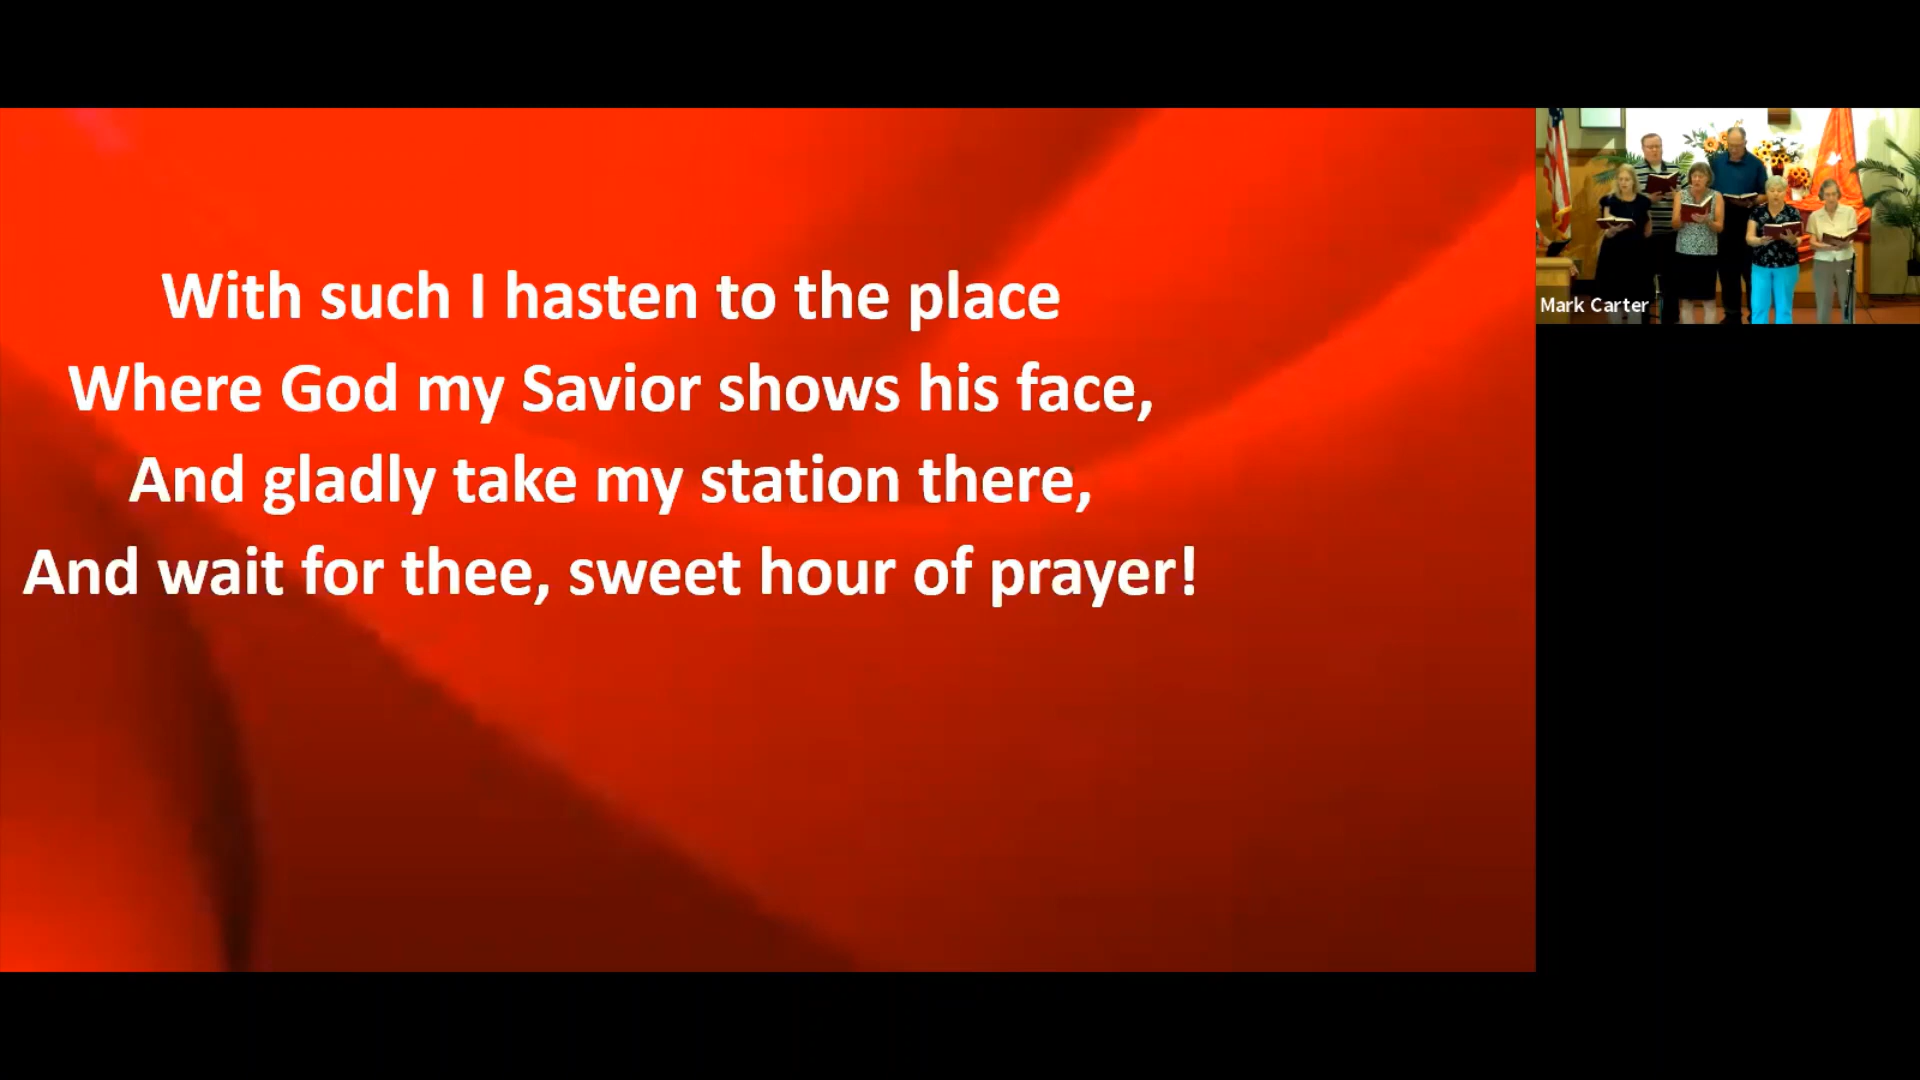 With such I hasten to the place
Where God my Savior shows his face,
And gladly take my station there,
And wait for thee, sweet hour of prayer!
Mark Carter